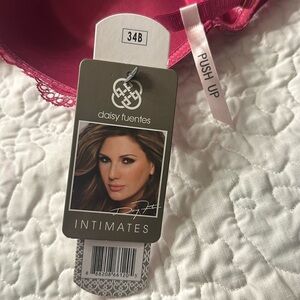 34B
PUSH UP
daisy fuentes
INTIMATES